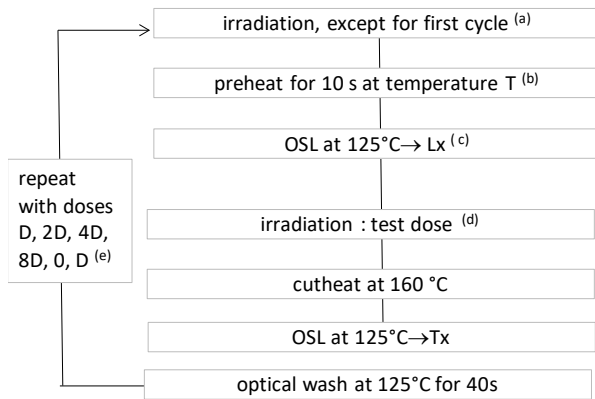 irradiation, except for first cycle (a)
preheat for 10 s at temperature T (b)
OSL at 125°C→ Lx (c)
repeat
with doses
D, 2D, 4D,
8D, 0, D (e)
irradiation : test dose (d)
cutheat at 160 °C
OSL at 125°C→Tx
optical wash at 125°C for 40s